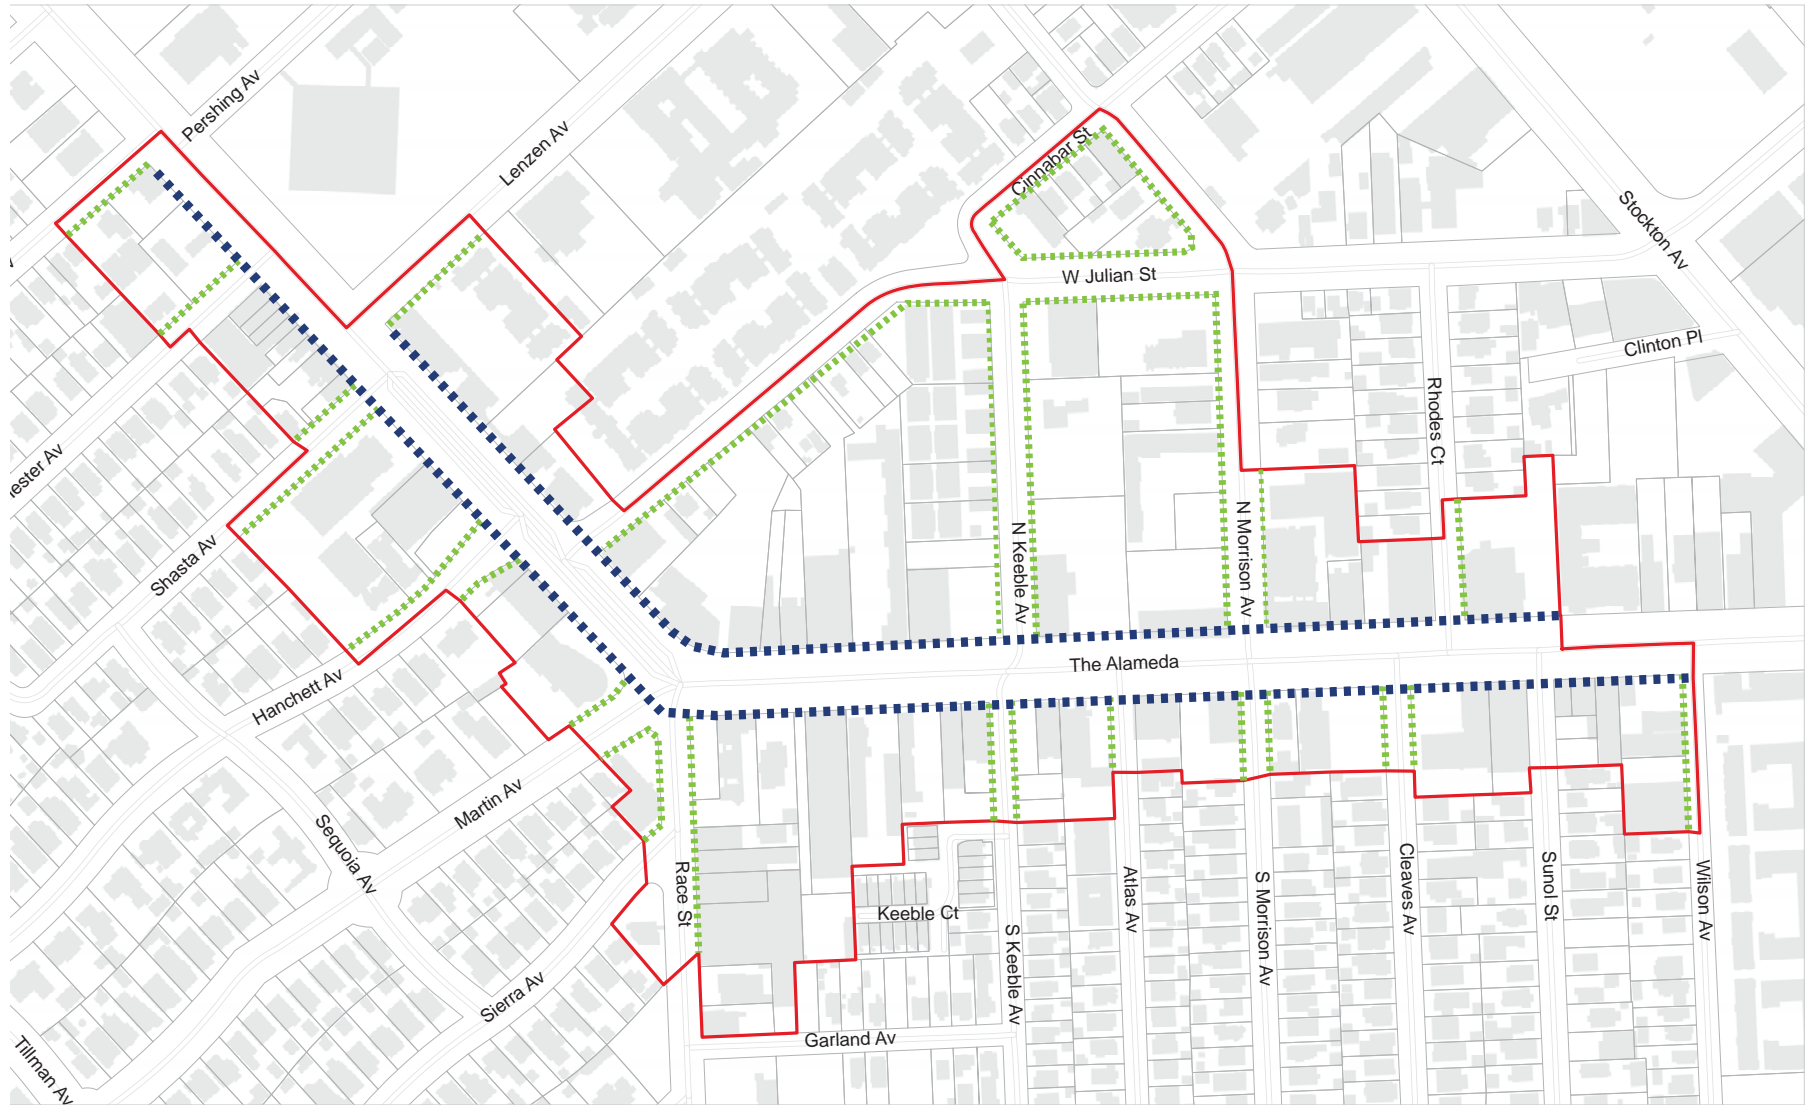 Pershing Av
Lenzen Av
Cinnabar St
Stockton Av
W Julian St
Clinton Pl
Rhodes Ct
ester Av
Shasta Av
N Keeble Av
N Morrison Av
The Alameda
Hanchett Av
Martin Av
Sequoia Av
Race St
Keeble Ct
Atlas Av
S Morrison Av
Cleaves Av
Sunol St
Wilson Av
S Keeble Av
Sierra Av
Garland Av
Tillman Av